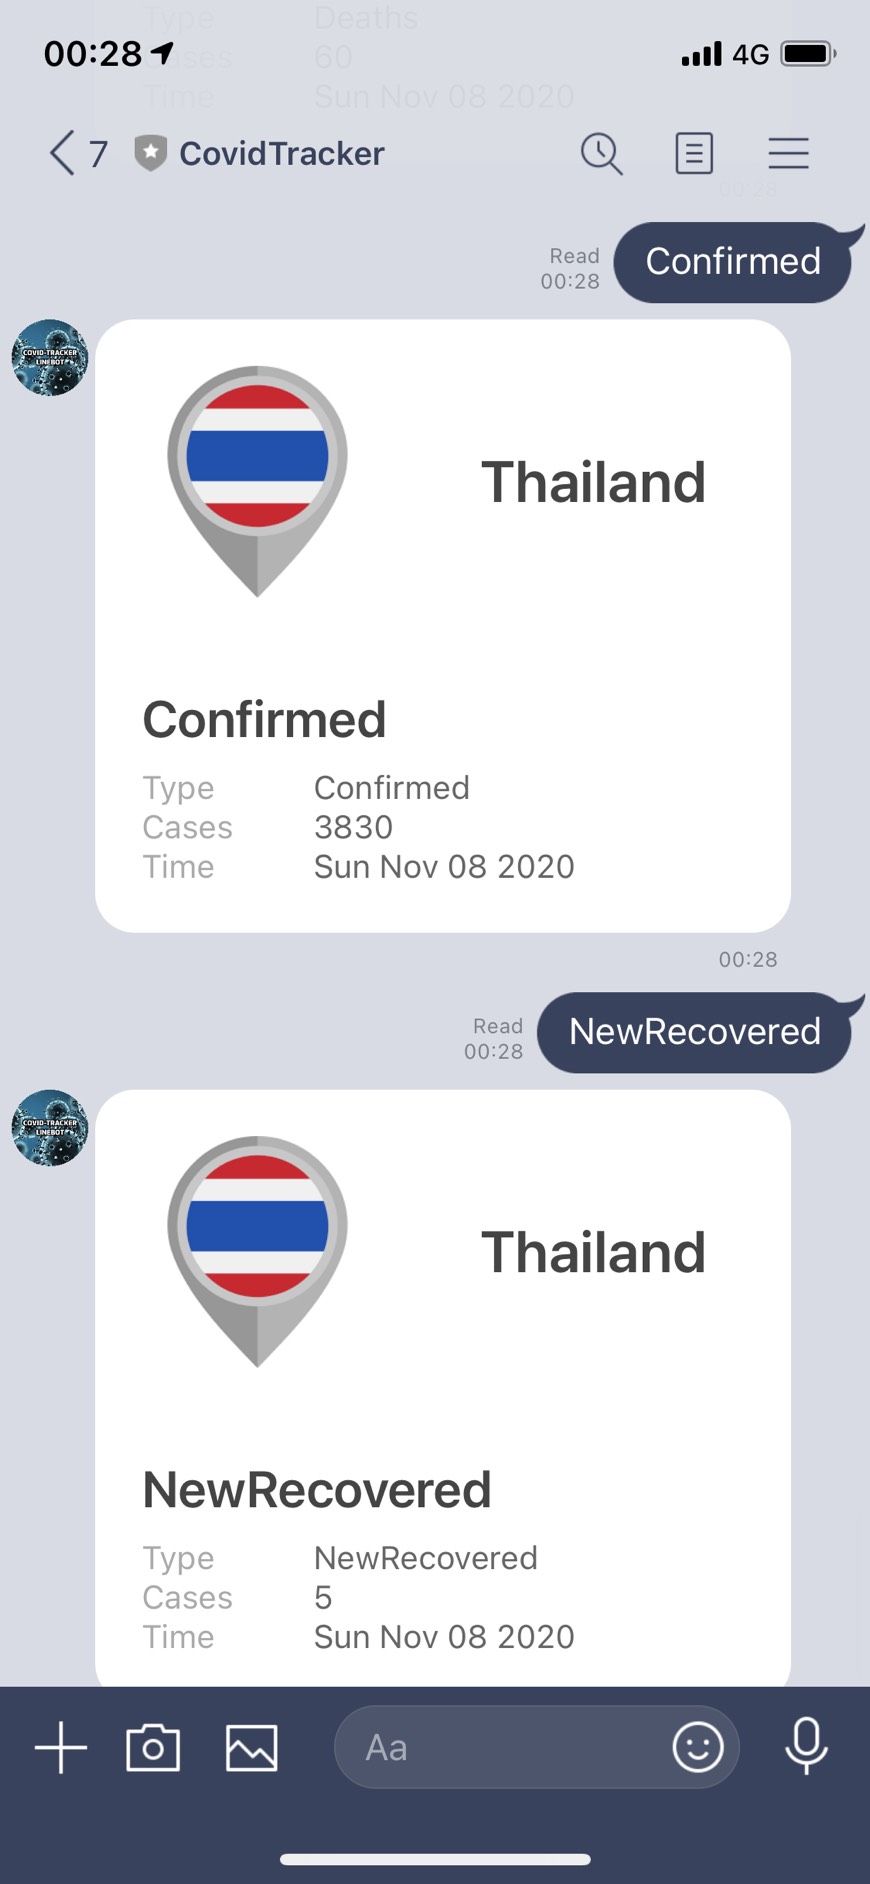 Type Deaths
00:28 4G
Cases 60
Time Sun Nov 08 2020
7 CovidTracker
00:28
Read
00:28
Confirmed
COVID-TRACKER
LINEBOT
Thailand
Confirmed
Type Confirmed
Cases 3830
Time Sun Nov 08 2020
00:28
Read
00:28
NewRecovered
COVID-TRACKER
LINEBOT
Thailand
NewRecovered
Type NewRecovered
Cases 5
Time Sun Nov 08 2020
Aa